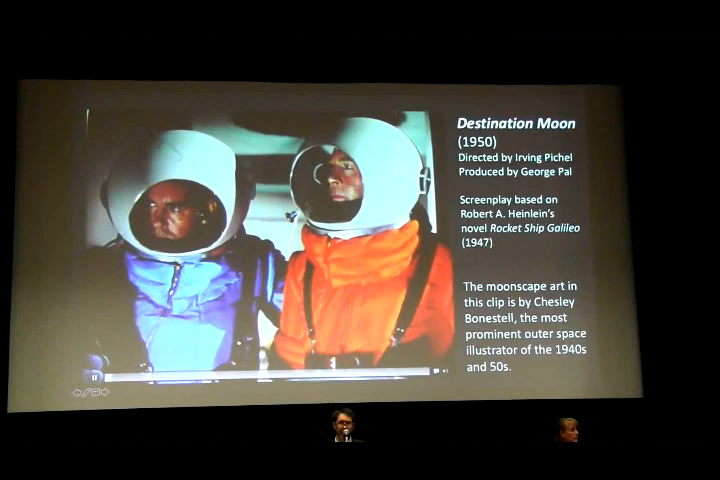 Destination Moon
(1950)
Directed by Irving Pichel
Produced by George Pal
Screenplay based on
Robert A. Heinlein's
novel Rocket Ship Galileo
(1947)
The moonscape art in
this clip is by Chesley
Bonestell, the most
prominent outer space
illustrator of the 1940s
and 50s.